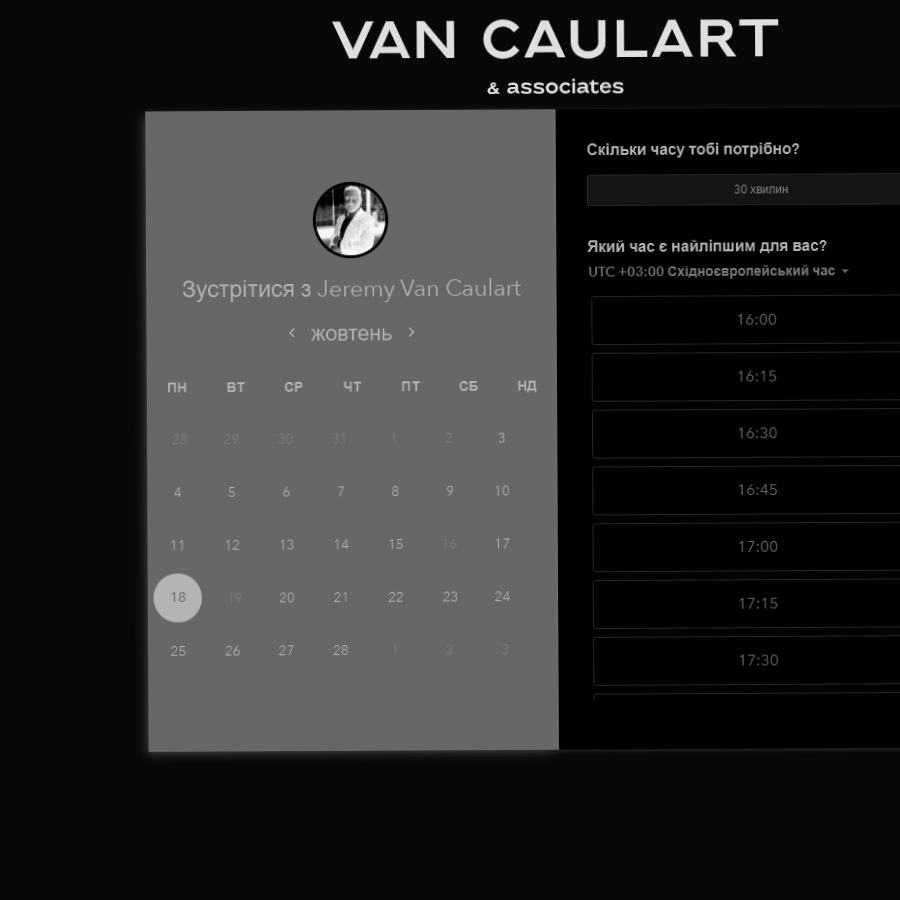 VAN CAULART
& associates
Зустрітися з Jeremy Van Caulart
жовтень
ПН ВТ СР ЧТ ПТ СБ НД
28 29 30 31 1 2 3
4 5 6 7 8 9 10
11 12 13 14 15 16 17
18 19 20 21 22 23 24
25 26 27 28 1 2 3
Скільки часу тобі потрібно?
30 хвилин
Який час є найліпшим для вас?
UTC +03:00 Східноєвропейський час
16:00
16:15
16:30
16:45
17:00
17:15
17:30